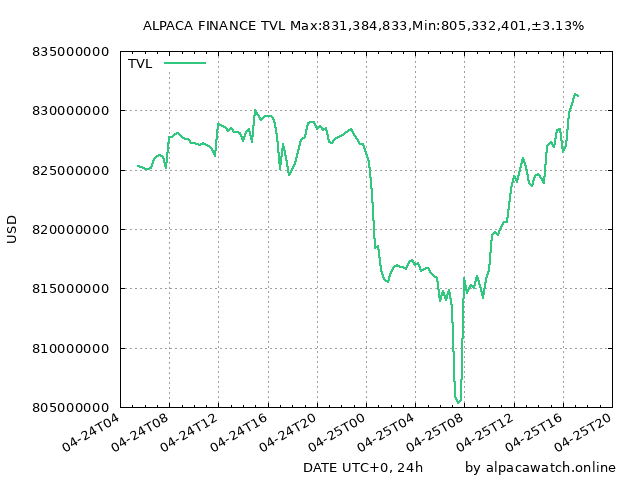 ALPACA FINANCE TVL Max:831,384,833,Min:805,332,401,±3.13%
835000000
TVL
830000000
825000000
820000000
USD
815000000
810000000
805000000
04-24T04 04-24T08 04-24T12 04-24T16 04-24T20 04-25T00 04-25T04 04-25T08 04-25T12 04-25T16 04-25T20
DATE UTC+0, 24h by alpacawatch.online